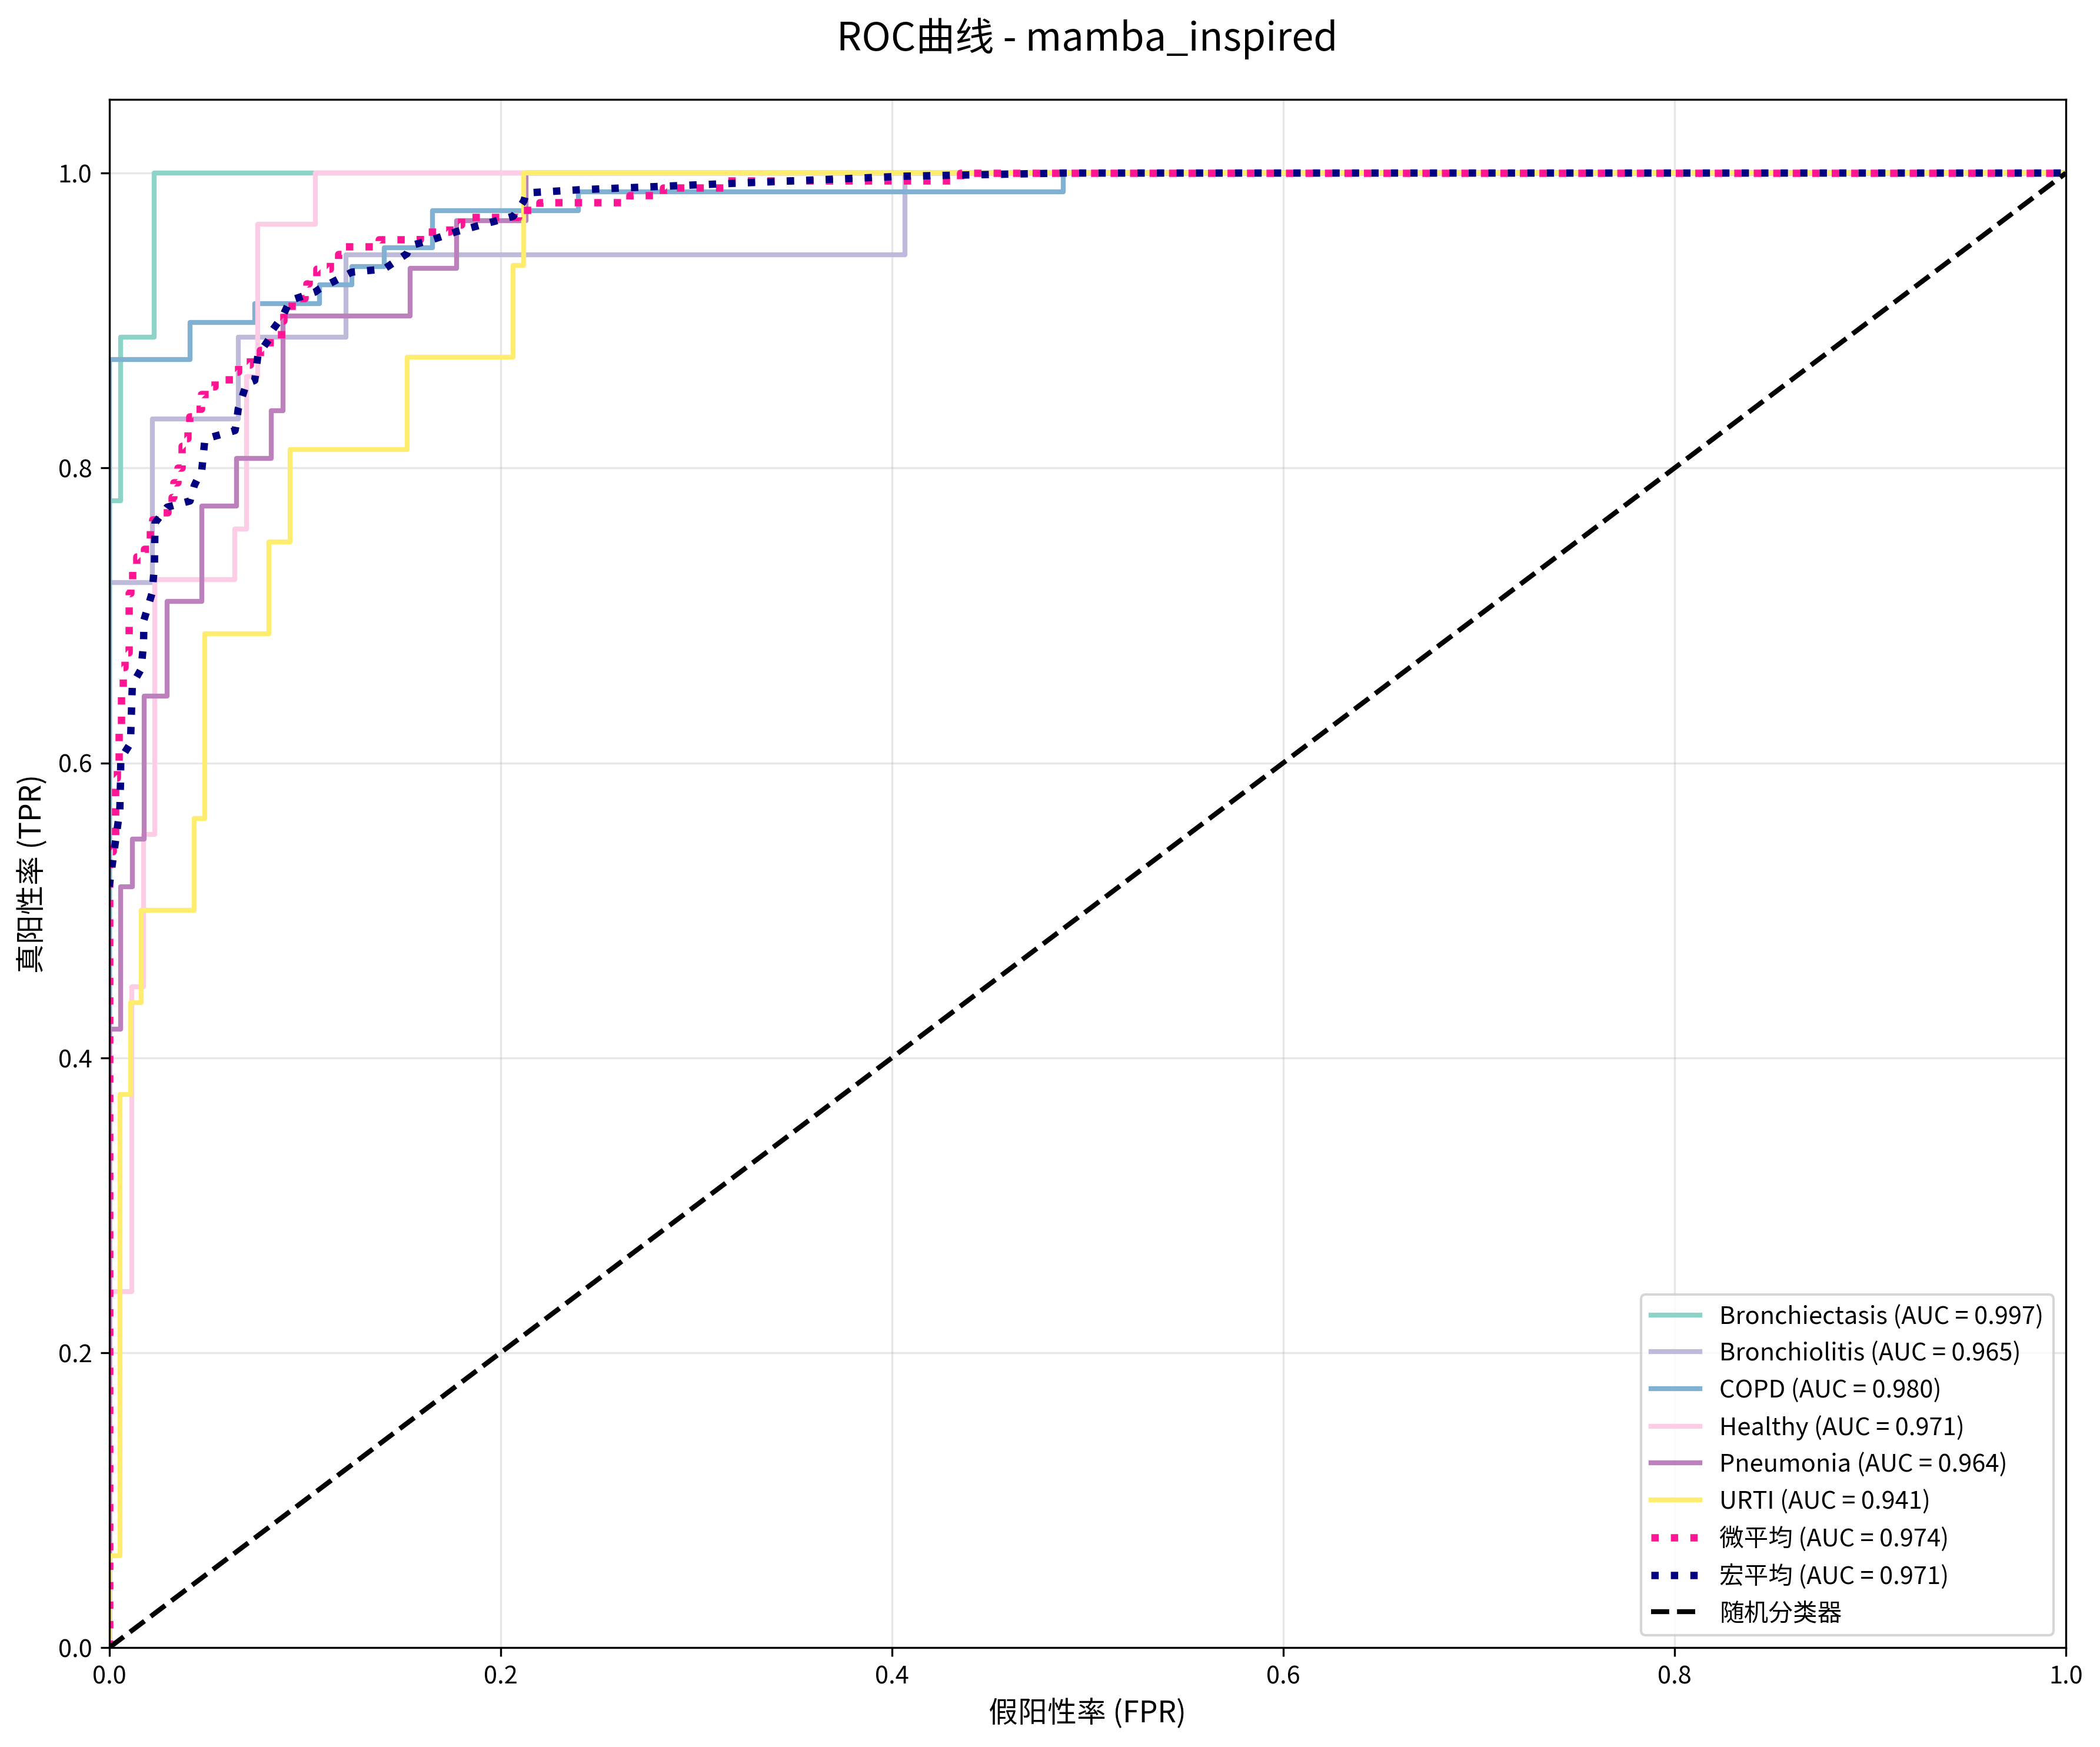 ROC曲线 - mamba_inspired
真阳性率 (TPR)
1.0
0.8
0.6
0.4
0.2
0.0
0.0 0.2 0.4 0.6 0.8 1.0
假阳性率 (FPR)
Bronchiectasis (AUC = 0.997)
Bronchiolitis (AUC = 0.965)
COPD (AUC = 0.980)
Healthy (AUC = 0.971)
Pneumonia (AUC = 0.964)
URTI (AUC = 0.941)
微平均 (AUC = 0.974)
宏平均 (AUC = 0.971)
随机分类器